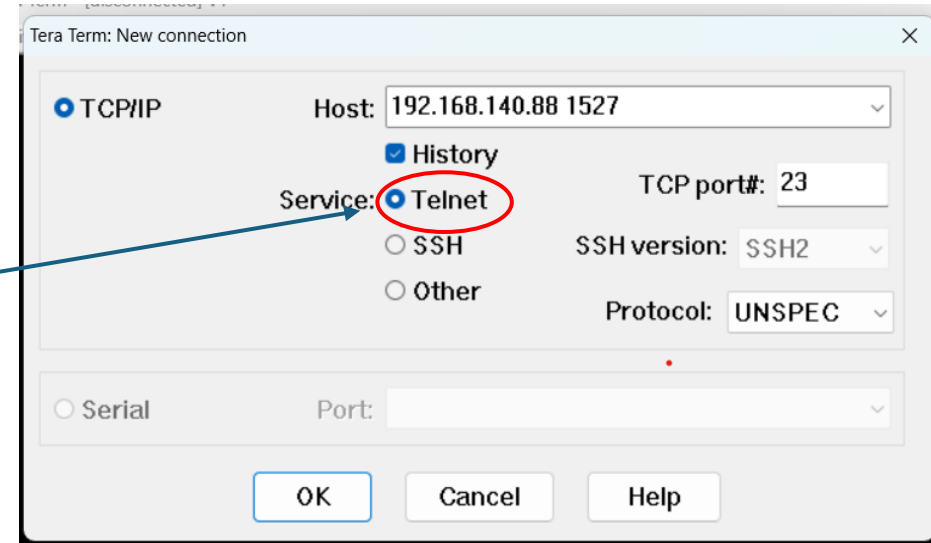 Tera Term: New connection
TCP/IP
Host: 192.168.140.88 1527
History
Service: Telnet
TCP port#: 23
SSH
SSH version: SSH2
Other
Protocol: UNSPEC
Serial
Port:
OK Cancel Help